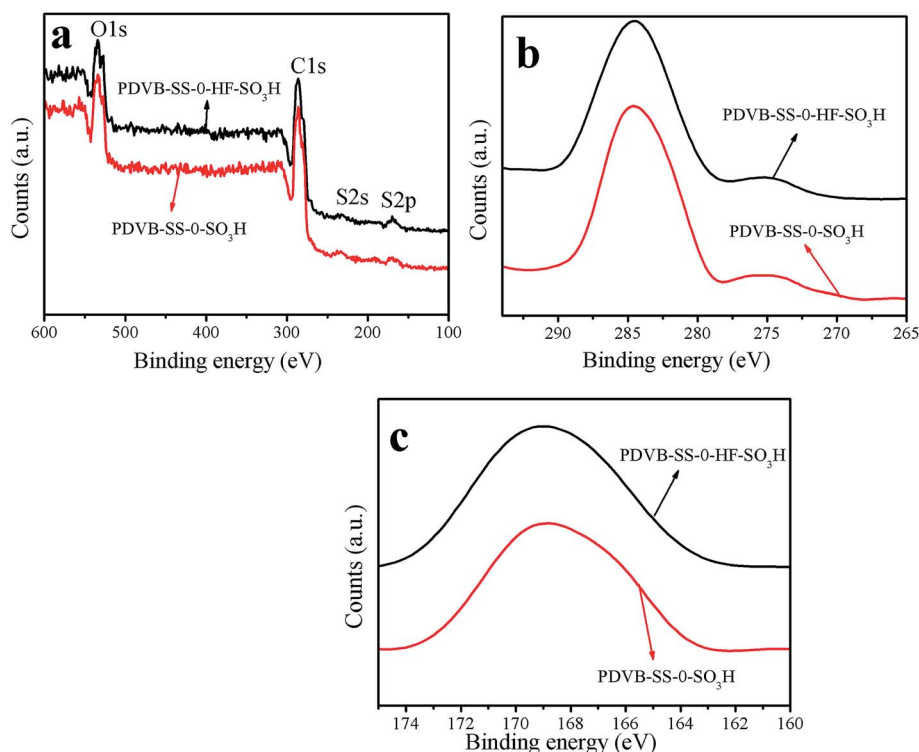 a
O1s
C1s
PDVB-SS-0-HF-SO₃H
S2s
S2p
PDVB-SS-0-SO₃H
Counts (a.u.)
600
500
400
300
200
100
Binding energy (eV)
b
PDVB-SS-0-HF-SO₃H
PDVB-SS-0-SO₃H
Counts (a.u.)
290
285
280
275
270
265
Binding energy (eV)
c
PDVB-SS-0-HF-SO₃H
PDVB-SS-0-SO₃H
Counts (a.u.)
174
172
170
168
166
164
162
160
Binding energy (eV)